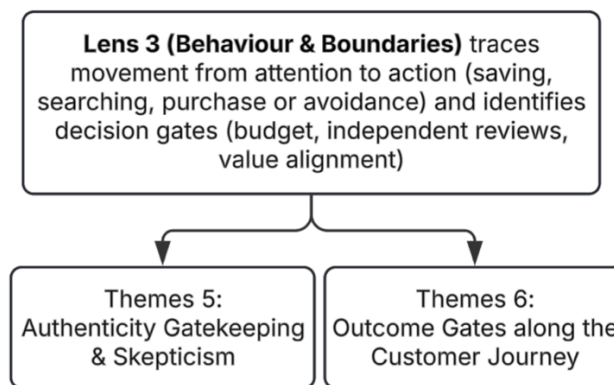 Lens 3 (Behaviour & Boundaries) traces
movement from attention to action (saving,
searching, purchase or avoidance) and identifies
decision gates (budget, independent reviews,
value alignment)
Themes 5:
Authenticity Gatekeeping
& Skepticism
Themes 6:
Outcome Gates along the
Customer Journey